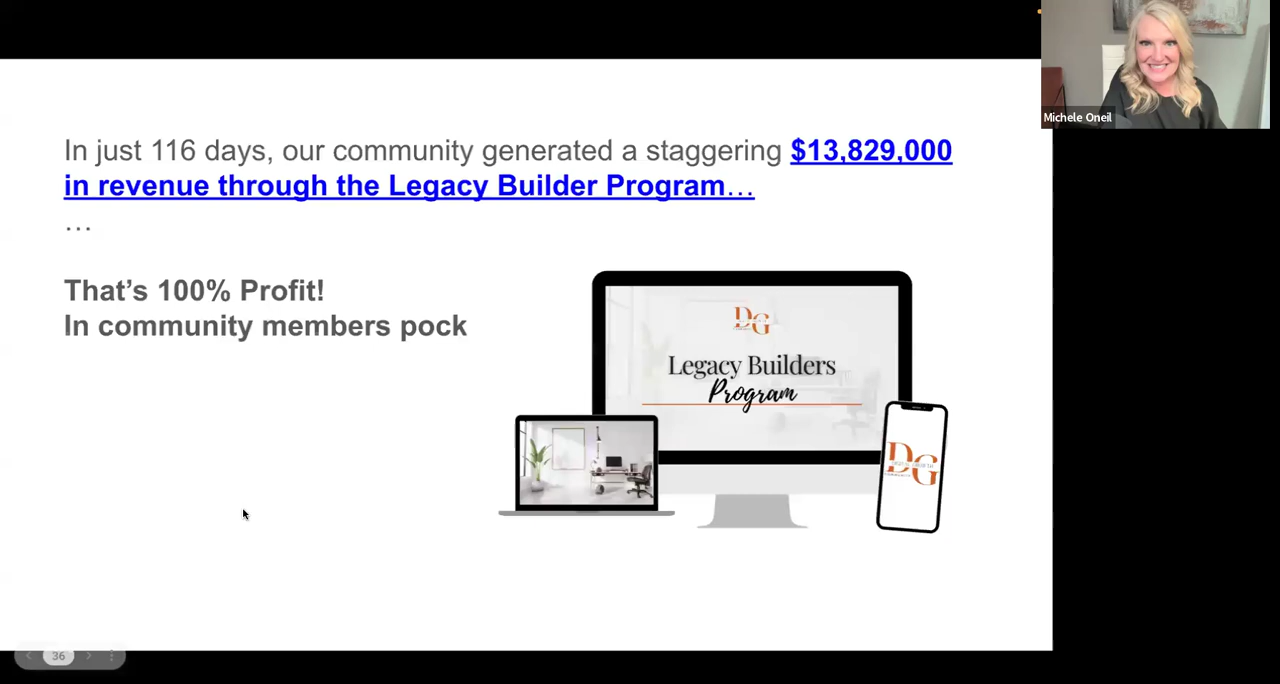 Michele Oneil
In just 116 days, our community generated a staggering $13,829,000
in revenue through the Legacy Builder Program…
…
That’s 100% Profit!
In community members pock
DG
Legacy Builders
Program
DG
36